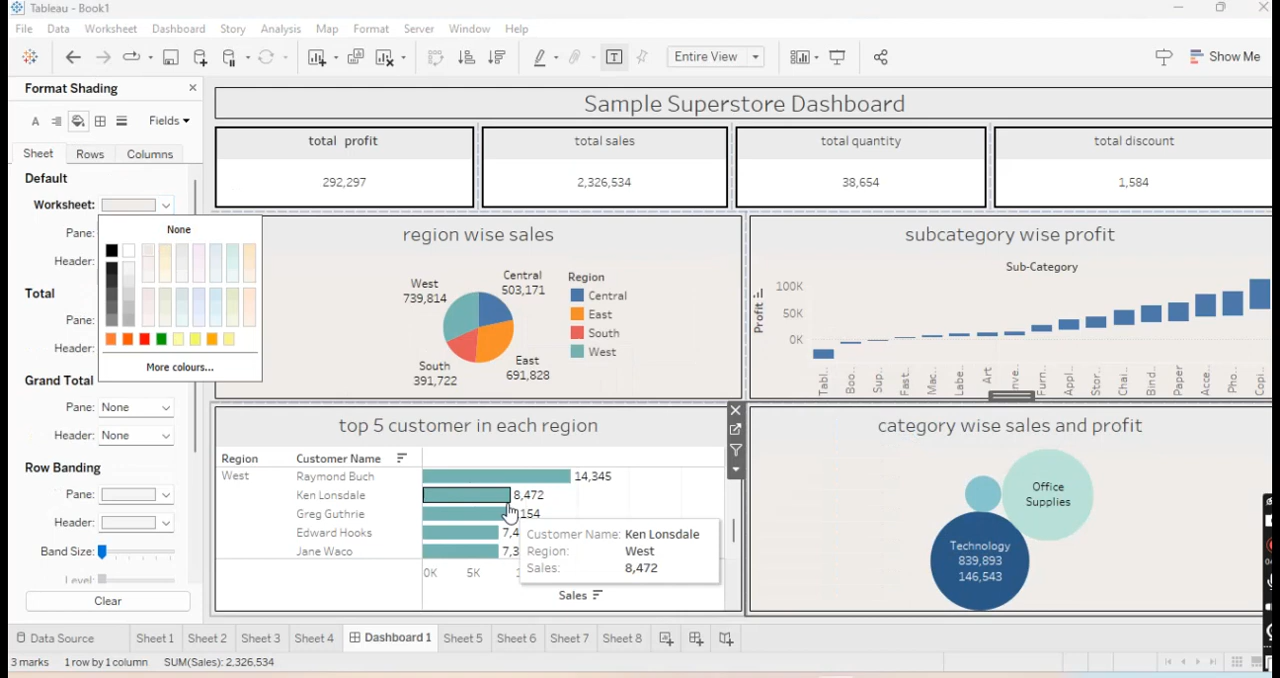 Tableau - Book1
File Data Worksheet Dashboard Story Analysis Map Format Server Window Help
Entire View
Show Me
Format Shading
Fields
Sheet Rows Columns
Default
Worksheet:
None
Pane:
Header:
More colours...
Total
Pane:
Header:
Grand Total
Pane: None
Header: None
Row Banding
Pane:
Header:
Band Size:
Level:
Clear
Sample Superstore Dashboard
total profit
292,297
total sales
2,326,534
total quantity
38,654
total discount
1,584
region wise sales
West
739,814
Central
503,171
South
391,722
East
691,828
Region
Central
East
South
West
subcategory wise profit
Sub-Category
Profit
100K
50K
0K
Tabl..
Boo..
Sup..
Fast..
Mac..
Labe..
Art
Furn..
Appl..
Stor..
Chai..
Bind..
Paper
Acce..
Pho..
Copi..
top 5 customer in each region
Region Customer Name
West Raymond Buch 14,345
Ken Lonsdale 8,472
Greg Guthrie
Edward Hooks
Jane Waco
0K 5K
Sales
Customer Name: Ken Lonsdale
Region: West
Sales: 8,472
category wise sales and profit
Office
Supplies
Technology
839,893
146,543
Data Source Sheet 1 Sheet 2 Sheet 3 Sheet 4 Dashboard 1 Sheet 5 Sheet 6 Sheet 7 Sheet 8
3 marks 1 row by 1 column SUM(Sales): 2,326,534